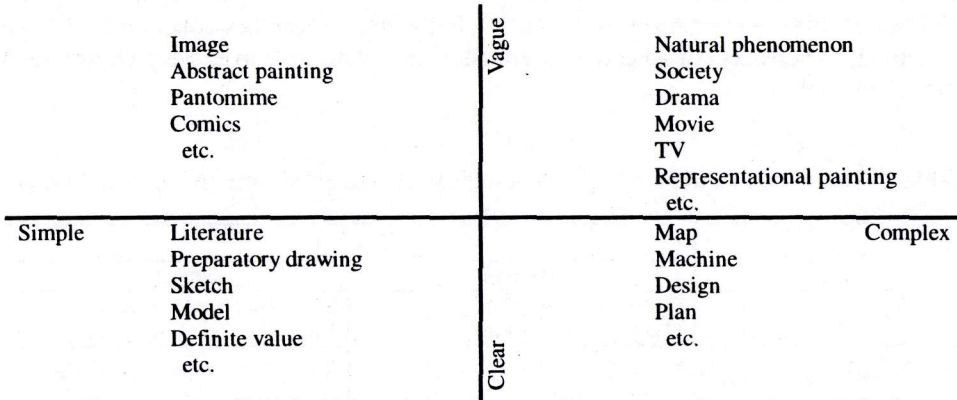 Vague
Image
Abstract painting
Pantomime
Comics
etc.
Natural phenomenon
Society
Drama
Movie
TV
Representational painting
etc.
Simple
Literature
Preparatory drawing
Sketch
Model
Definite value
etc.
Map
Machine
Design
Plan
etc.
Complex
Clear